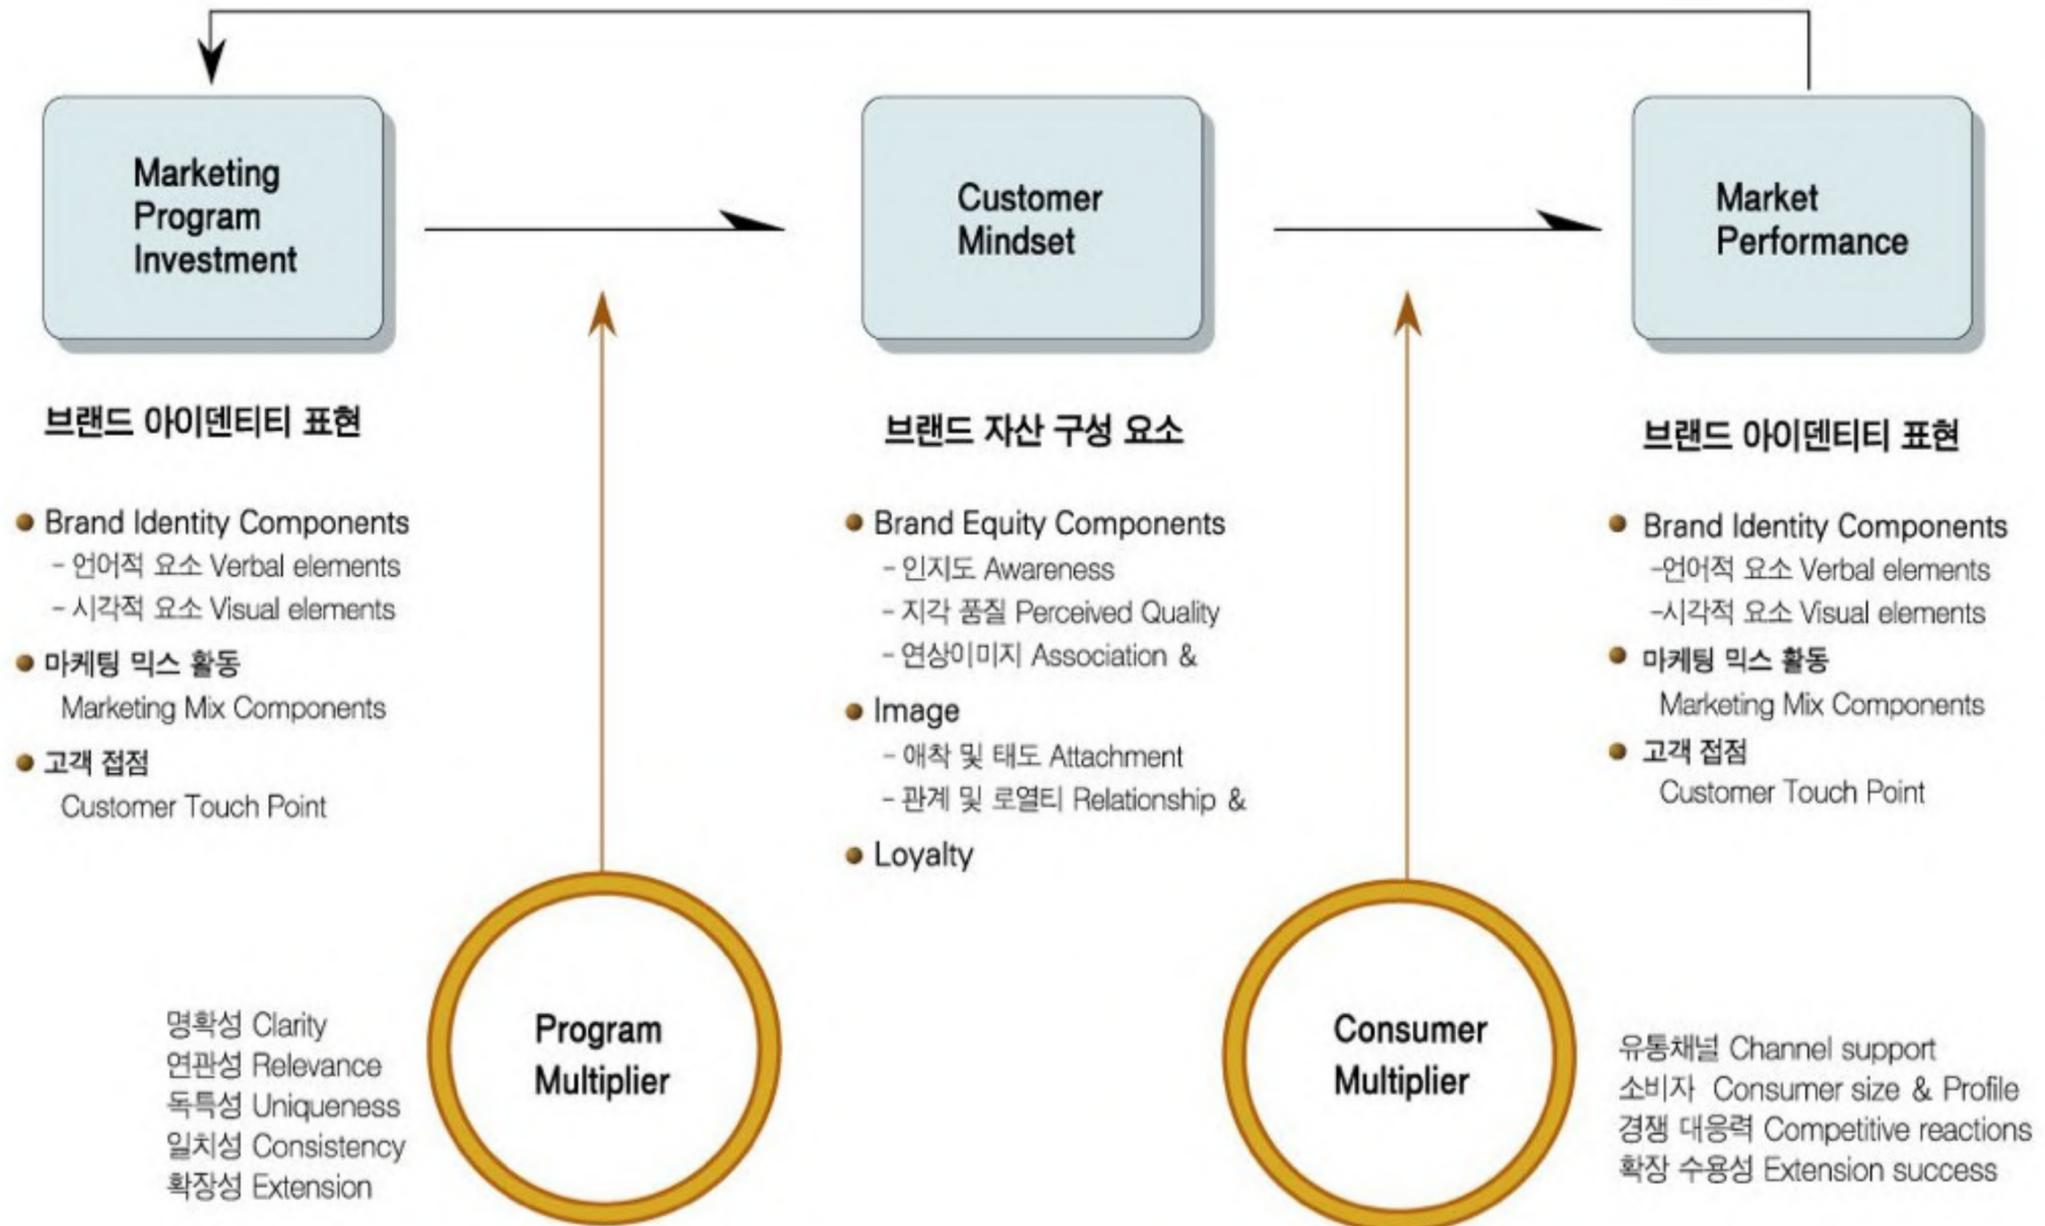 Marketing
Program
Investment
Customer
Mindset
Market
Performance
브랜드 아이덴티티 표현
● Brand Identity Components
- 언어적 요소 Verbal elements
- 시각적 요소 Visual elements
● 마케팅 믹스 활동
Marketing Mix Components
● 고객 접점
Customer Touch Point
브랜드 자산 구성 요소
● Brand Equity Components
- 인지도 Awareness
- 지각 품질 Perceived Quality
- 연상이미지 Association &
● Image
- 애착 및 태도 Attachment
- 관계 및 로열티 Relationship &
● Loyalty
브랜드 아이덴티티 표현
● Brand Identity Components
-언어적 요소 Verbal elements
-시각적 요소 Visual elements
● 마케팅 믹스 활동
Marketing Mix Components
● 고객 접점
Customer Touch Point
명확성 Clarity
연관성 Relevance
독특성 Uniqueness
일치성 Consistency
확장성 Extension
Program
Multiplier
Consumer
Multiplier
유통채널 Channel support
소비자 Consumer size & Profile
경쟁 대응력 Competitive reactions
확장 수용성 Extension success